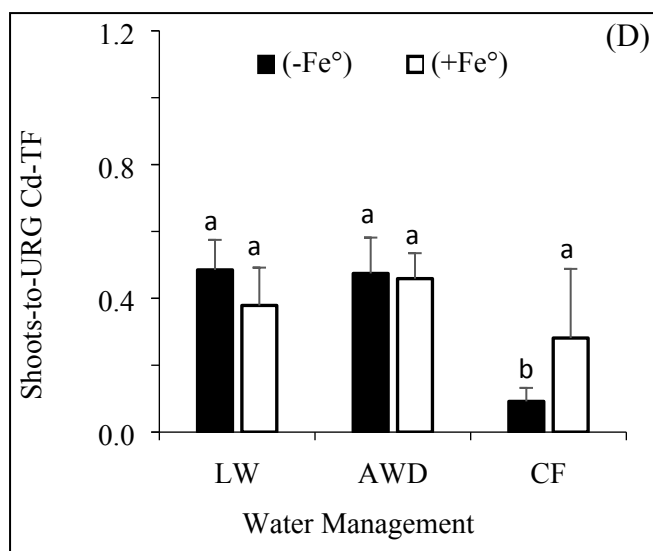 (D)
1.2
(-Fe°) (+Fe°)
0.8
a a a a
0.4
a
b
0.0
Shoots-to-URG Cd-TF
LW AWD CF
Water Management